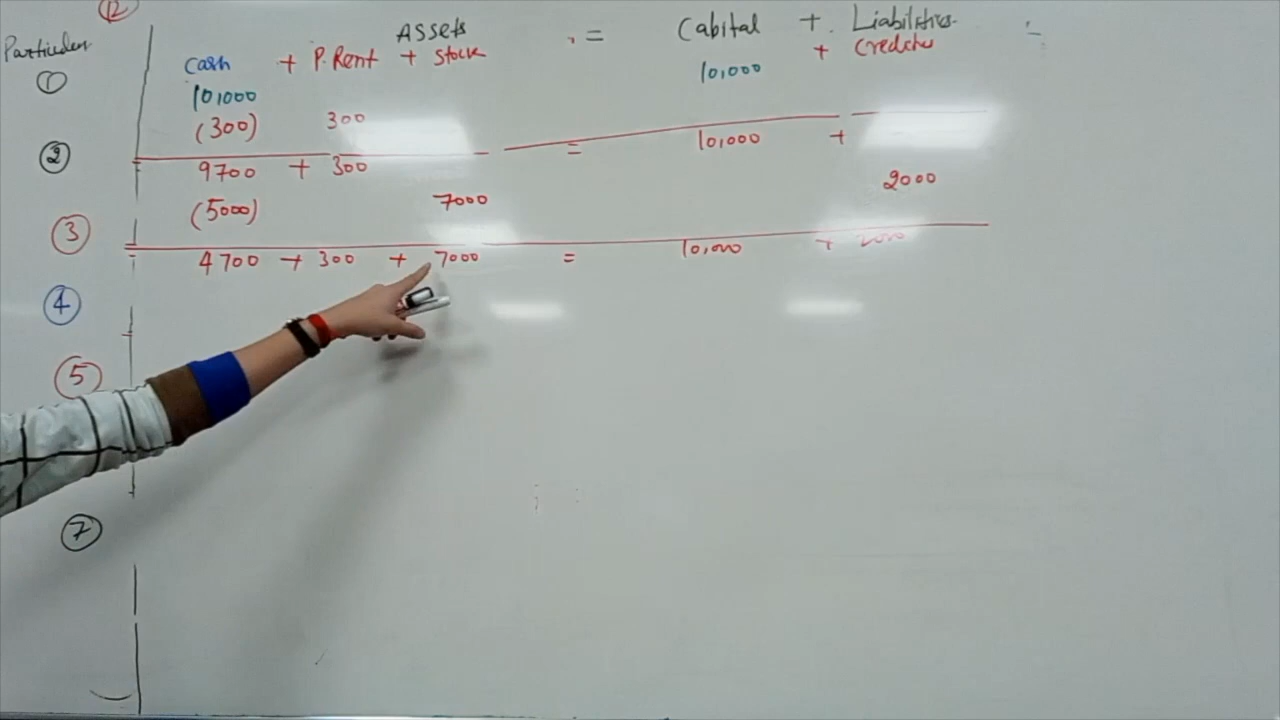 12
Assets = Cabital + Liabilities
Particulars Cash + P. Rent + Stock + Creditor
① 10,000 10,000
(300) 300
② 9700 + 300 = 10,000 +
(5000) 7000 2000
③ 4700 + 300 + 7000 = 10,000 + 2000
④
⑤
⑦